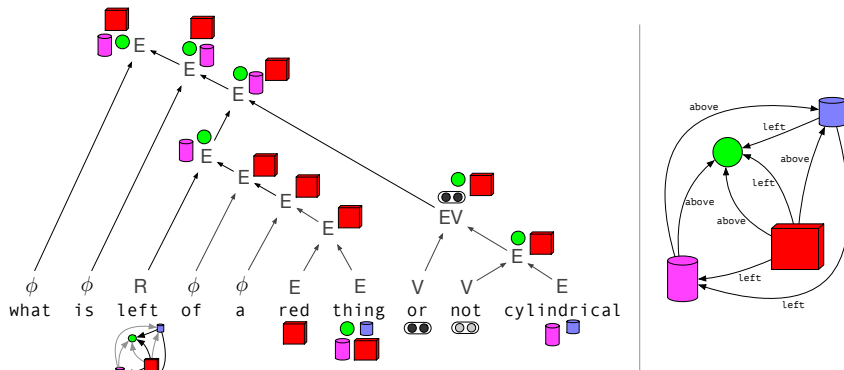 E
E
E
E
E
E
E
EV
E
ϕ ϕ R ϕ ϕ E E V V E
what is left of a red thing or not cylindrical
above
left
above
left
above
above
left
left